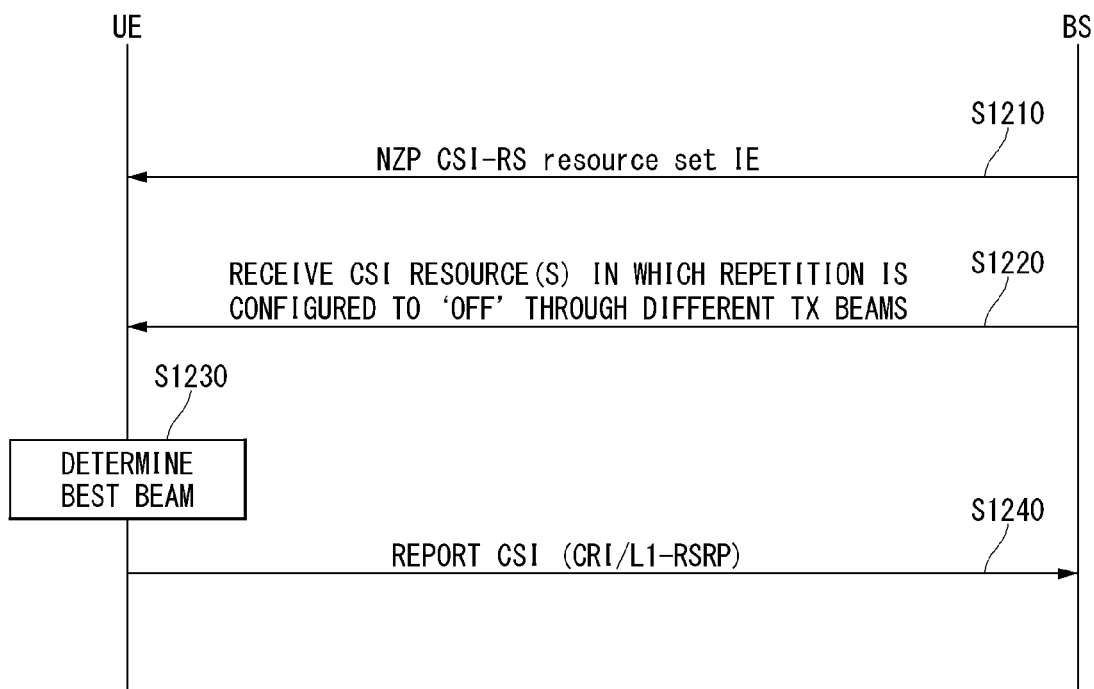 UE
BS
S1210
NZP CSI-RS resource set IE
S1220
RECEIVE CSI RESOURCE(S) IN WHICH REPETITION IS
CONFIGURED TO ‘OFF’ THROUGH DIFFERENT TX BEAMS
S1230
DETERMINE
BEST BEAM
S1240
REPORT CSI (CRI/L1-RSRP)